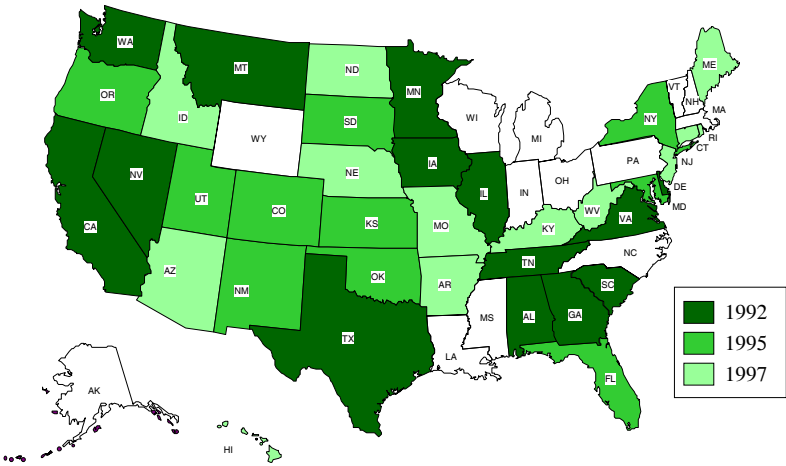 WA
ME
MT
ND
VT
MN
OR
NH
MA
ID
SD
WI
NY
WY
MI
RI
CT
IA
PA
NJ
NE
NV
OH
IL
IN
DE
UT
CO
MD
WV
VA
CA
KS
MO
KY
NC
TN
AZ
OK
NM
AR
SC
MS
AL
GA
1992
TX
1995
LA
1997
FL
AK
HI